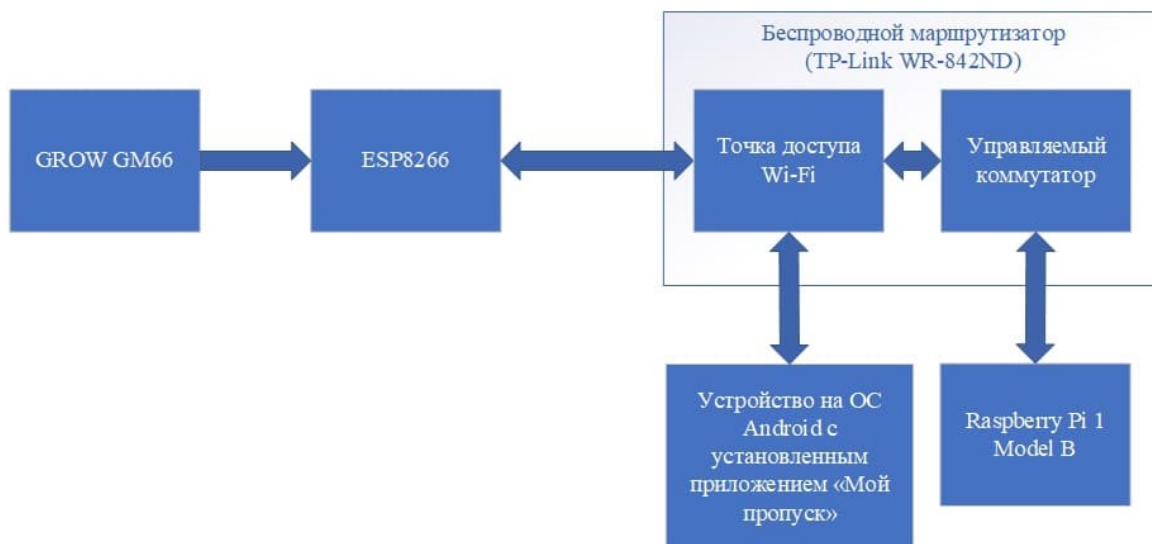 Беспроводной маршрутизатор
(TP-Link WR-842ND)
GROW GM66
ESP8266
Точка доступа
Wi-Fi
Управляемый
коммутатор
Устройство на ОС
Android с
установленным
приложением «Мой
пропуск»
Raspberry Pi 1
Model B